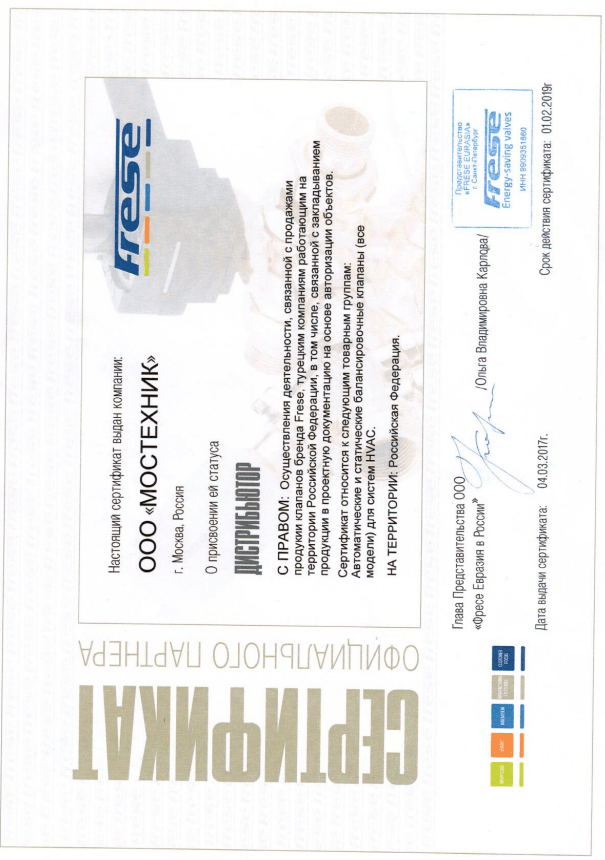 СЕРТИФИКАТ
ОФИЦИАЛЬНОГО ПАРТНЕРА
Настоящий сертификат выдан компании:
ООО «МОСТЕХНИК»
г. Москва, Россия
О присвоении ей статуса
ДИСТРИБЬЮТОР
frese
С ПРАВОМ: Осуществления деятельности, связанной с продажами
продукии клапанов бренда Frese, турецким компаниям работающим на
территории Российской Федерации, в том числе, связанной с закладыванием
продукции в проектную документацию на основе авторизации объектов.
Сертификат относится к следующим товарным группам:
Автоматические и статические балансировочные клапаны (все
модели) для систем HVAC.
НА ТЕРРИТОРИИ: Российская Федерация.
Глава Представительства ООО
«Фресе Евразия в России»
/Ольга Владимировна Карпова/
Представительство
«FRESE EURASIA»
г. Санкт-Петербург
frese
Energy-saving valves
ИНН 9909351860
Дата выдачи сертификата: 04.03.2017г.
Срок действия сертификата: 01.02.2019г